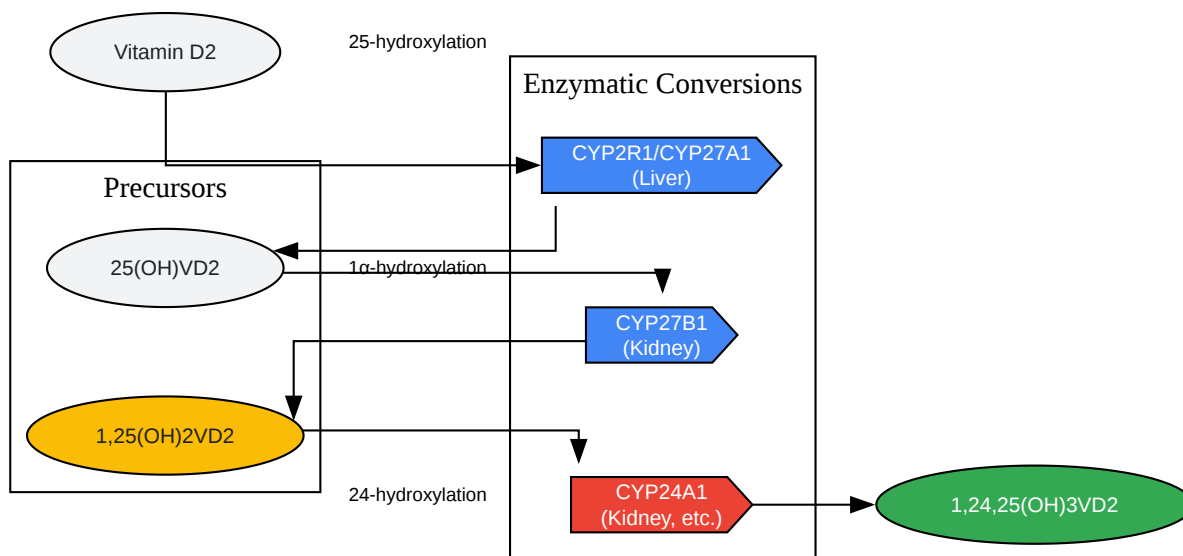 Vitamin D2
25-hydroxylation
Enzymatic Conversions
CYP2R1/CYP27A1
(Liver)
Precursors
25(OH)VD2
1α-hydroxylation
CYP27B1
(Kidney)
1,25(OH)2VD2
24-hydroxylation
CYP24A1
(Kidney, etc.)
1,24,25(OH)3VD2